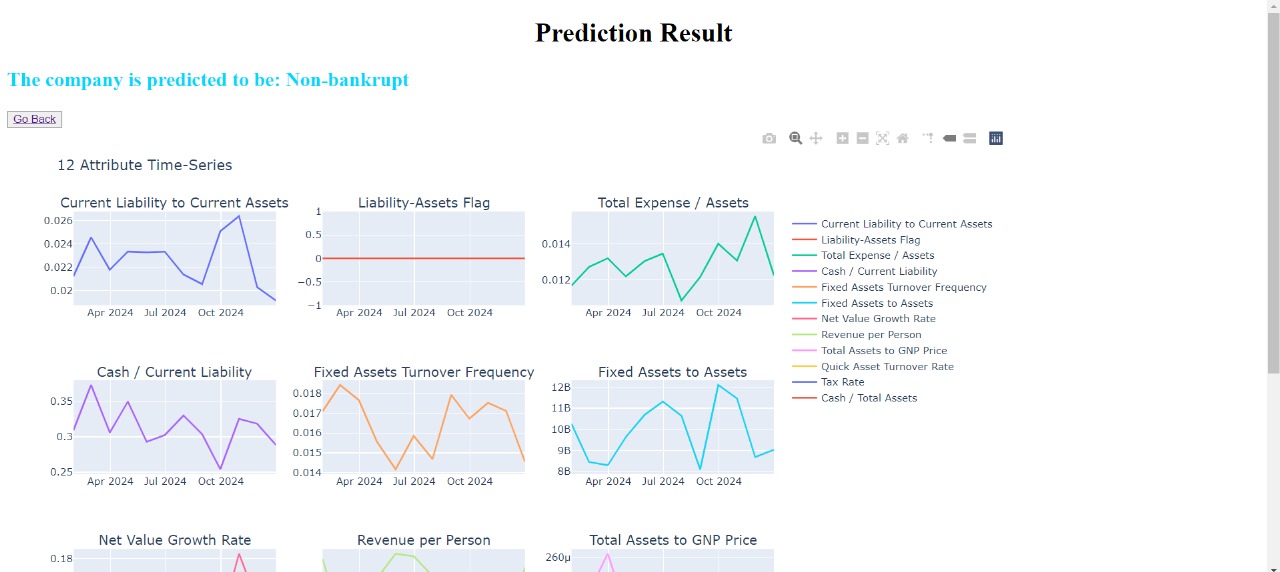 Prediction Result
The company is predicted to be: Non-bankrupt
Go Back
12 Attribute Time-Series
Current Liability to Current Assets
0.026
0.024
0.022
0.02
Apr 2024 Jul 2024 Oct 2024
Liability-Assets Flag
1
0.5
0
−0.5
−1
Apr 2024 Jul 2024 Oct 2024
Total Expense / Assets
0.014
0.012
Apr 2024 Jul 2024 Oct 2024
Current Liability to Current Assets
Liability-Assets Flag
Total Expense / Assets
Cash / Current Liability
Fixed Assets Turnover Frequency
Fixed Assets to Assets
Net Value Growth Rate
Revenue per Person
Total Assets to GNP Price
Quick Asset Turnover Rate
Tax Rate
Cash / Total Assets
Cash / Current Liability
0.35
0.3
0.25
Apr 2024 Jul 2024 Oct 2024
Fixed Assets Turnover Frequency
0.018
0.017
0.016
0.015
0.014
Apr 2024 Jul 2024 Oct 2024
Fixed Assets to Assets
12B
11B
10B
9B
8B
Apr 2024 Jul 2024 Oct 2024
Net Value Growth Rate
0.18
Revenue per Person
Total Assets to GNP Price
260μ